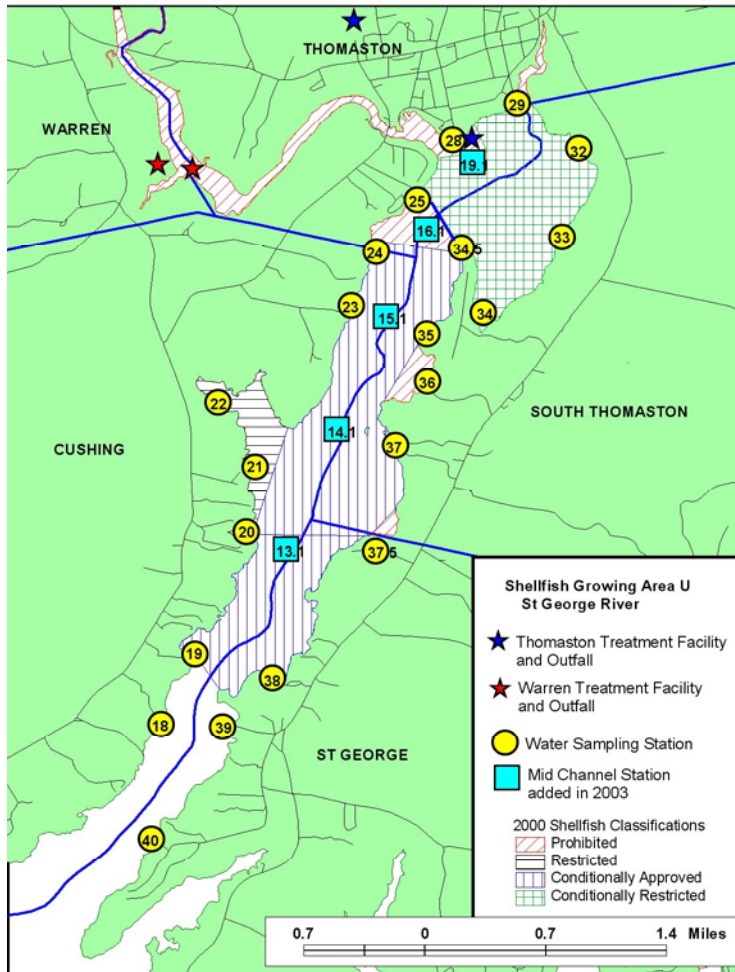 THOMASTON
WARREN
29
28
32
19.1
25
16.1
33
24
34.5
23
15.1
34
35
36
22
SOUTH THOMASTON
14.1
37
CUSHING
21
20
13.1
37.5
Shellfish Growing Area U
St George River
Thomaston Treatment Facility
and Outfall
Warren Treatment Facility
and Outfall
19
38
18
39
Water Sampling Station
ST GEORGE
Mid Channel Station
added in 2003
40
2000 Shellfish Classifications
Prohibited
Restricted
Conditionally Approved
Conditionally Restricted
0.7 0 0.7 1.4 Miles